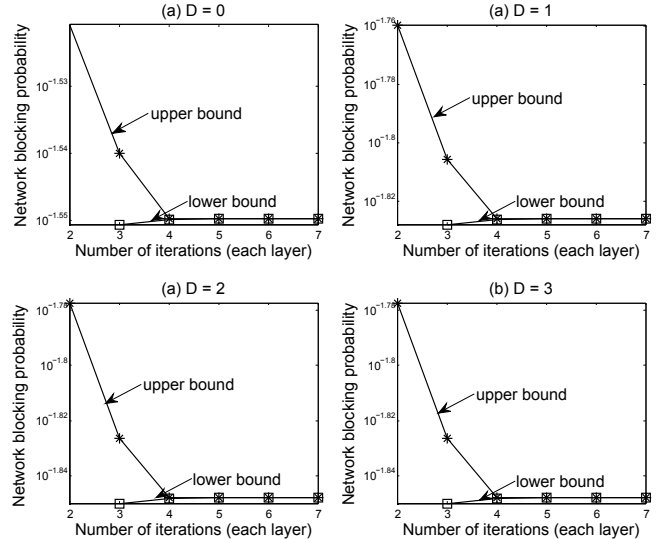 (a) D = 0
Network blocking probability
10^-1.53
10^-1.54
10^-1.55
upper bound
lower bound
2 3 4 5 6 7
Number of iterations (each layer)
(a) D = 1
Network blocking probability
10^-1.76
10^-1.78
10^-1.8
10^-1.82
upper bound
lower bound
2 3 4 5 6 7
Number of iterations (each layer)
(a) D = 2
Network blocking probability
10^-1.78
10^-1.8
10^-1.82
10^-1.84
upper bound
lower bound
2 3 4 5 6 7
Number of iterations (each layer)
(b) D = 3
Network blocking probability
10^-1.78
10^-1.8
10^-1.82
10^-1.84
upper bound
lower bound
2 3 4 5 6 7
Number of iterations (each layer)